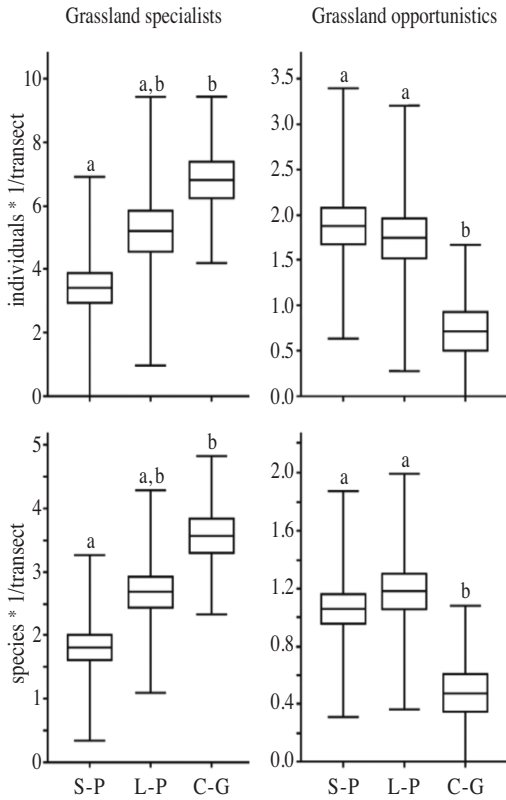 Grassland specialists
Grassland opportunistics
individuals * 1/transect
10
8
6
4
2
0
a
a, b
b
3.5
3.0
2.5
2.0
1.5
1.0
0.5
0.0
a
a
b
species * 1/transect
5
4
3
2
1
0
a
a, b
b
2.0
1.6
1.2
0.8
0.4
0.0
a
a
b
S-P L-P C-G
S-P L-P C-G